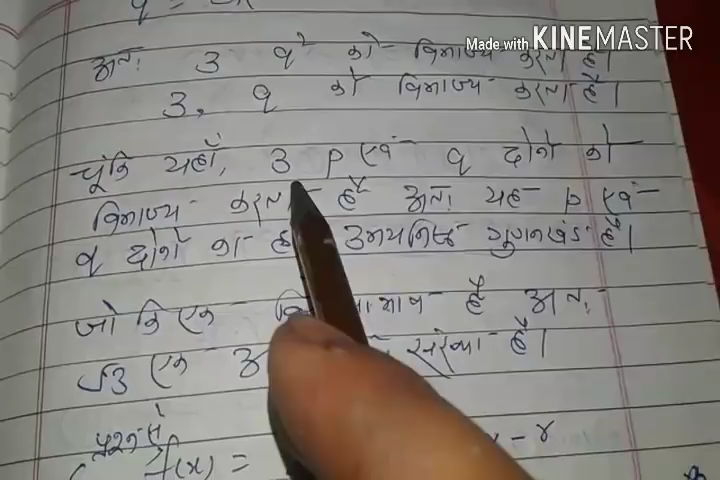 q =
Made with KINEMASTER
अतः 3 q² को विभाज्य करता है।
3, q को विभाज्य करता है।
चूंकि यहाँ, 3 p एवं q दोनो को
विभाज्य करता है अतः यह p एवं
q दोनो का उभयनिष्ठ गुणनखंड है।
जो कि एक है अतः
√3 एक संख्या है।
प्रश्न से
f(x) =